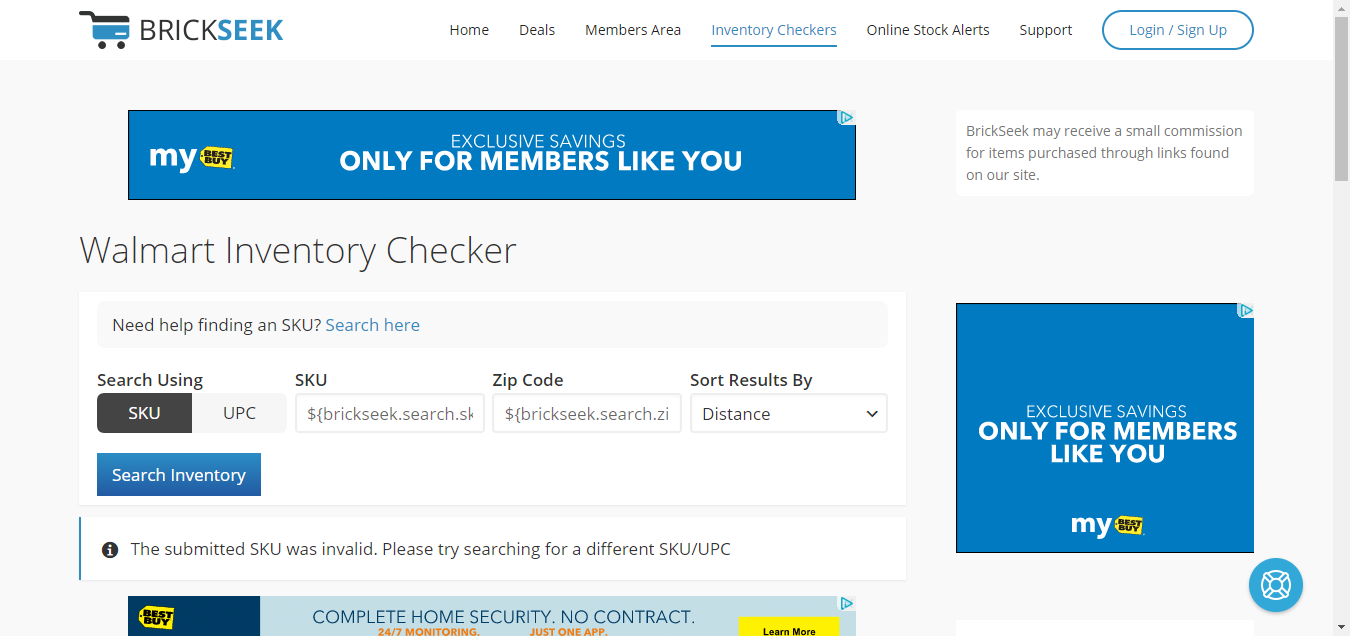 BRICKSEEK
Home Deals Members Area Inventory Checkers Online Stock Alerts Support Login / Sign Up
EXCLUSIVE SAVINGS
my BEST BUY
ONLY FOR MEMBERS LIKE YOU
BrickSeek may receive a small commission
for items purchased through links found
on our site.
Walmart Inventory Checker
Need help finding an SKU? Search here
Search Using SKU Zip Code Sort Results By
SKU UPC ${brickseek.search.sk ${brickseek.search.zi Distance
Search Inventory
The submitted SKU was invalid. Please try searching for a different SKU/UPC
EXCLUSIVE SAVINGS
ONLY FOR MEMBERS
LIKE YOU
my BEST BUY
BEST BUY
COMPLETE HOME SECURITY. NO CONTRACT.
24/7 MONITORING. JUST ONE APP.
Learn More